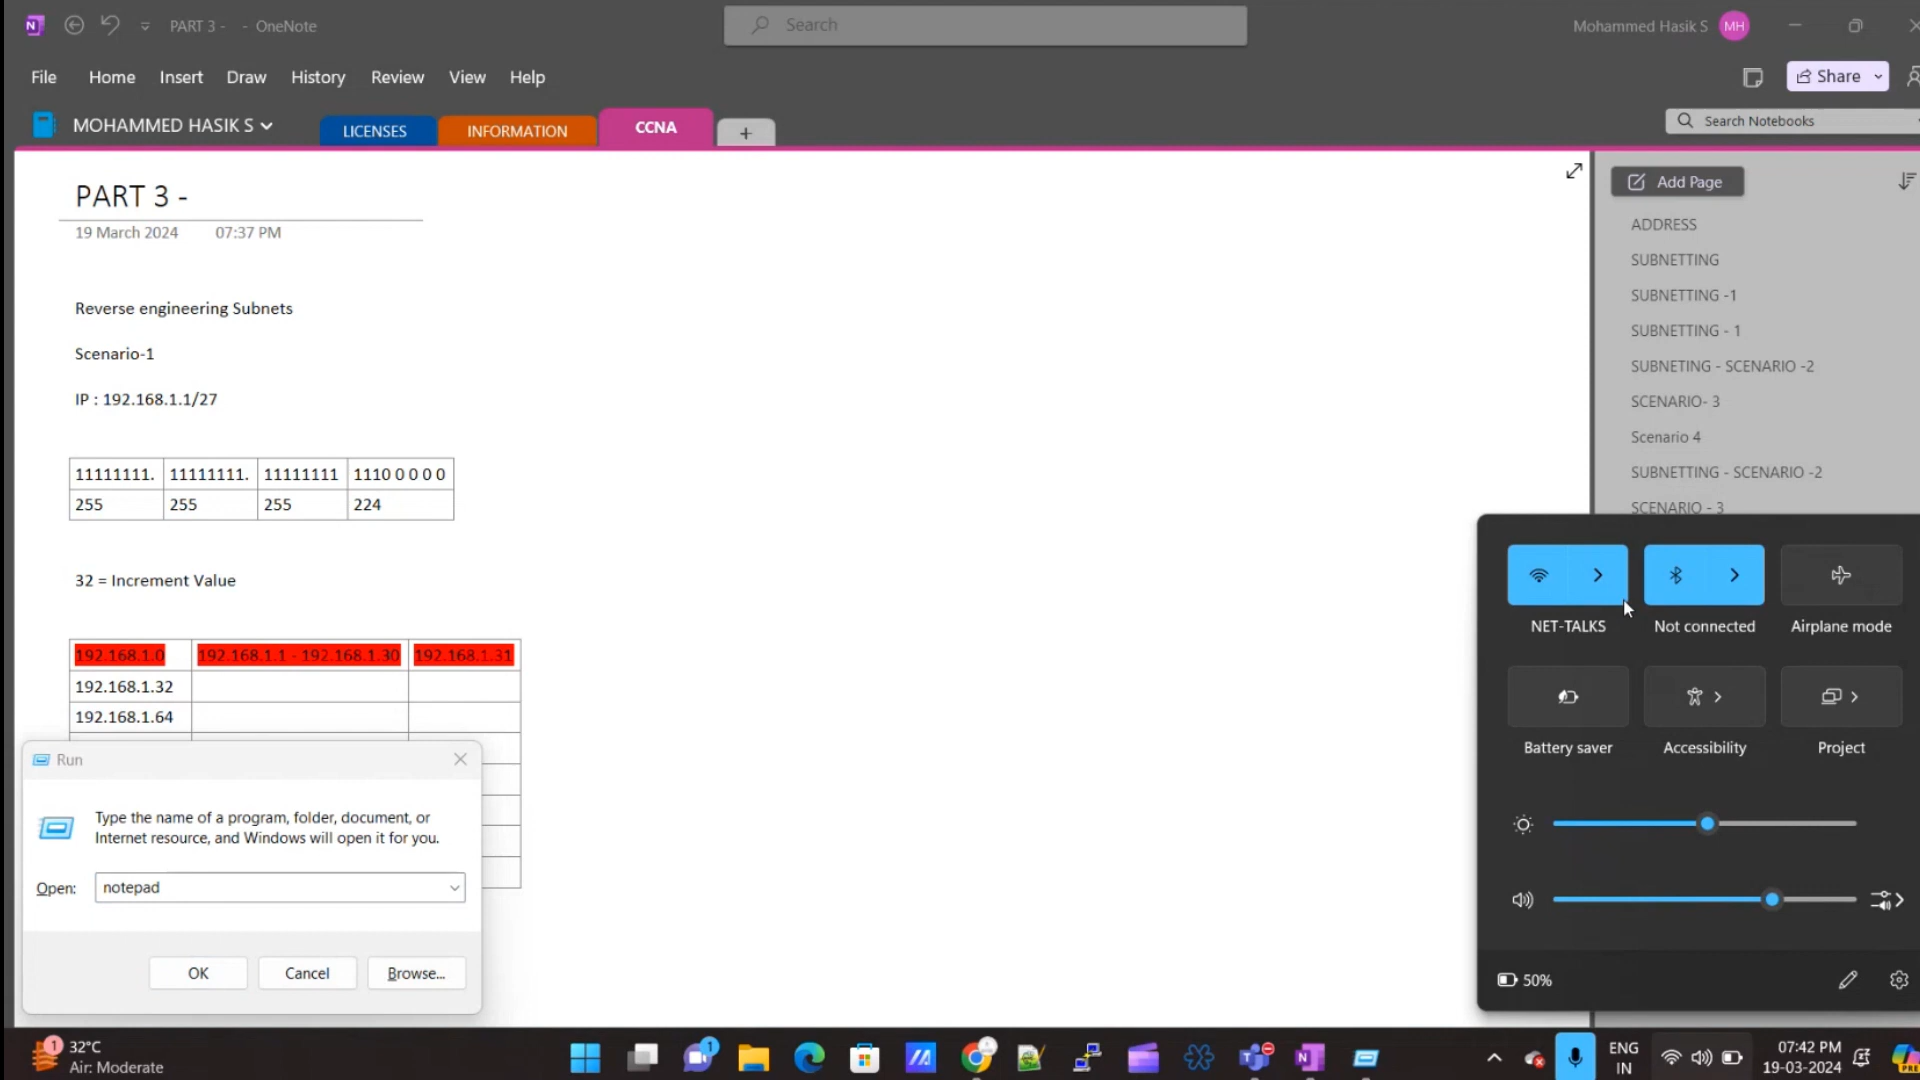 PART 3 -  - OneNote
Search
Mohammed Hasik S
MH
File Home Insert Draw History Review View Help
Share
MOHAMMED HASIK S
LICENSES
INFORMATION
CCNA
Search Notebooks
PART 3 -
19 March 2024 07:37 PM
Reverse engineering Subnets
Scenario-1
IP : 192.168.1.1/27
11111111. 11111111. 11111111 1110 0 0 0 0
255 255 255 224
32 = Increment Value
192.168.1.0 192.168.1.1 - 192.168.1.30 192.168.1.31
192.168.1.32
192.168.1.64
Add Page
ADDRESS
SUBNETTING
SUBNETTING -1
SUBNETTING - 1
SUBNETING - SCENARIO -2
SCENARIO- 3
Scenario 4
SUBNETTING - SCENARIO -2
SCENARIO - 3
Run
Type the name of a program, folder, document, or
Internet resource, and Windows will open it for you.
Open: notepad
OK Cancel Browse...
NET-TALKS Not connected Airplane mode
Battery saver Accessibility Project
50%
1
32°C
Air: Moderate
1
ENG
IN
07:42 PM
19-03-2024
PRE